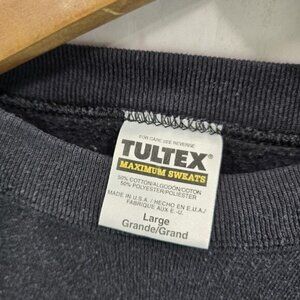 FOR CARE SEE REVERSE
TULTEX®
MAXIMUM SWEATS
50% COTTON/ALGODON/COTON
50% POLYESTER/POLIESTER
MADE IN U.S.A. / HECHO EN E.U.A./
FABRIQUE AUX E.-U.
Large
Grande/Grand